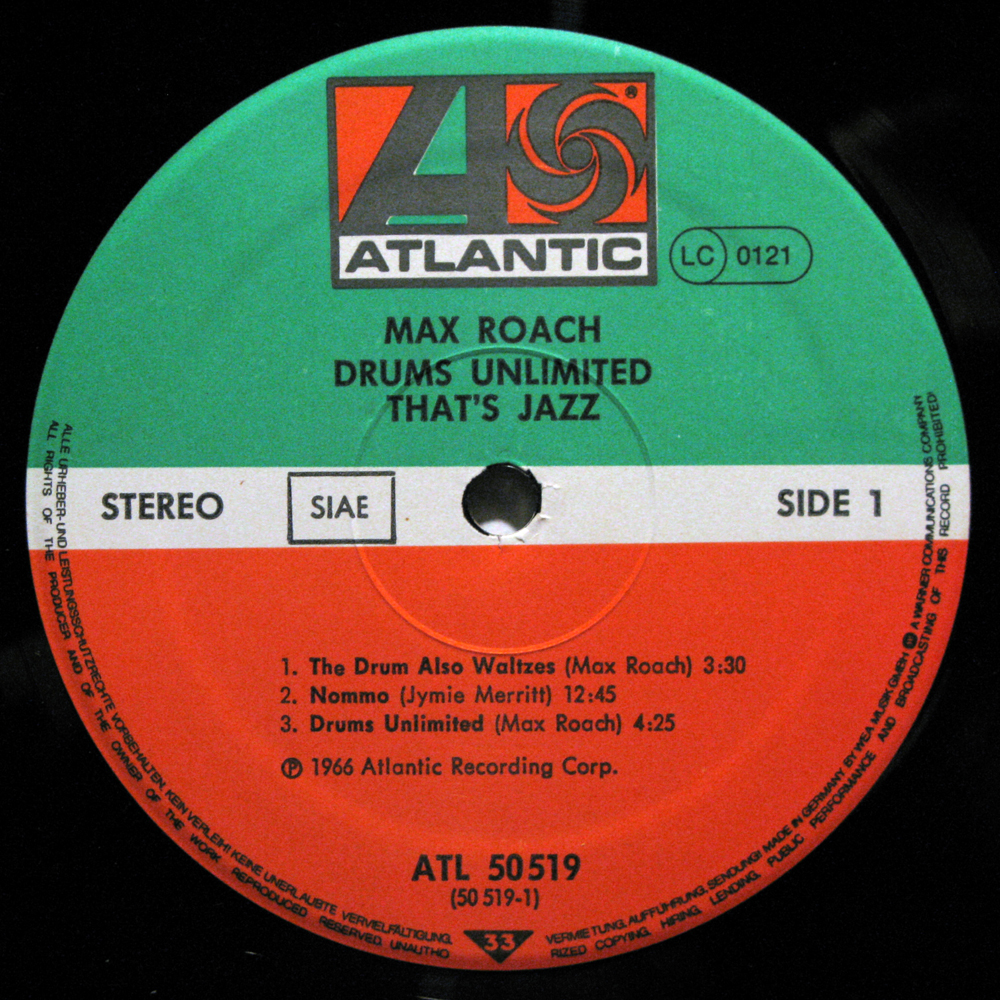 ®
ATLANTIC
LC 0121
MAX ROACH
DRUMS UNLIMITED
THAT'S JAZZ
STEREO
SIAE
SIDE 1
1. The Drum Also Waltzes (Max Roach) 3:30
2. Nommo (Jymie Merritt) 12:45
3. Drums Unlimited (Max Roach) 4:25
Ⓟ 1966 Atlantic Recording Corp.
ATL 50519
(50 519-1)
33
ALLE URHEBER- UND LEISTUNGSSCHUTZRECHTE VORBEHALTEN. KEIN VERLEIH! KEINE UNERLAUBTE VERVIELFÄLTIGUNG, VERMIETUNG, AUFFÜHRUNG, SENDUNG! MADE IN GERMANY BY WEA MUSIK GMBH A WARNER COMMUNICATIONS COMPANY
ALL RIGHTS OF THE PRODUCER AND OF THE OWNER OF THE WORK REPRODUCED RESERVED. UNAUTHORIZED COPYING, HIRING, LENDING, PUBLIC PERFORMANCE AND BROADCASTING OF THIS RECORD PROHIBITED!